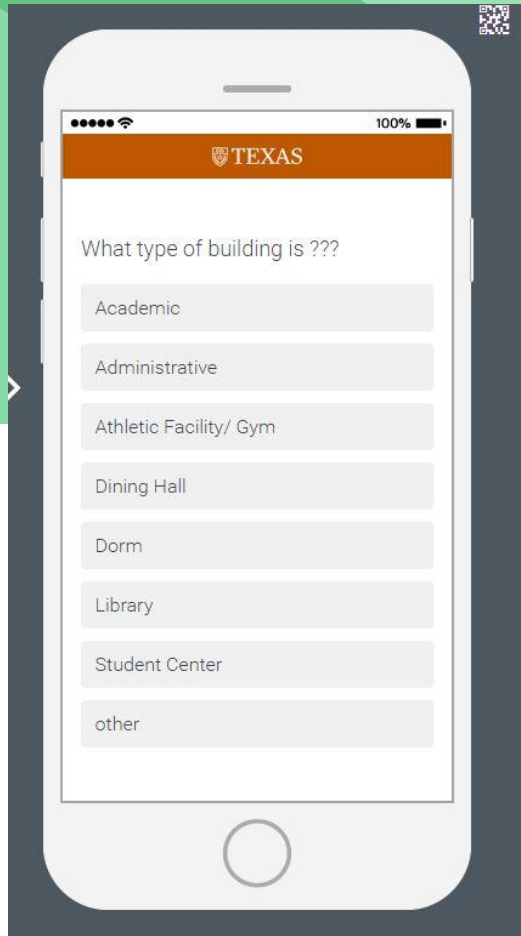 100%
TEXAS
What type of building is ???
Academic
Administrative
Athletic Facility/ Gym
Dining Hall
Dorm
Library
Student Center
other